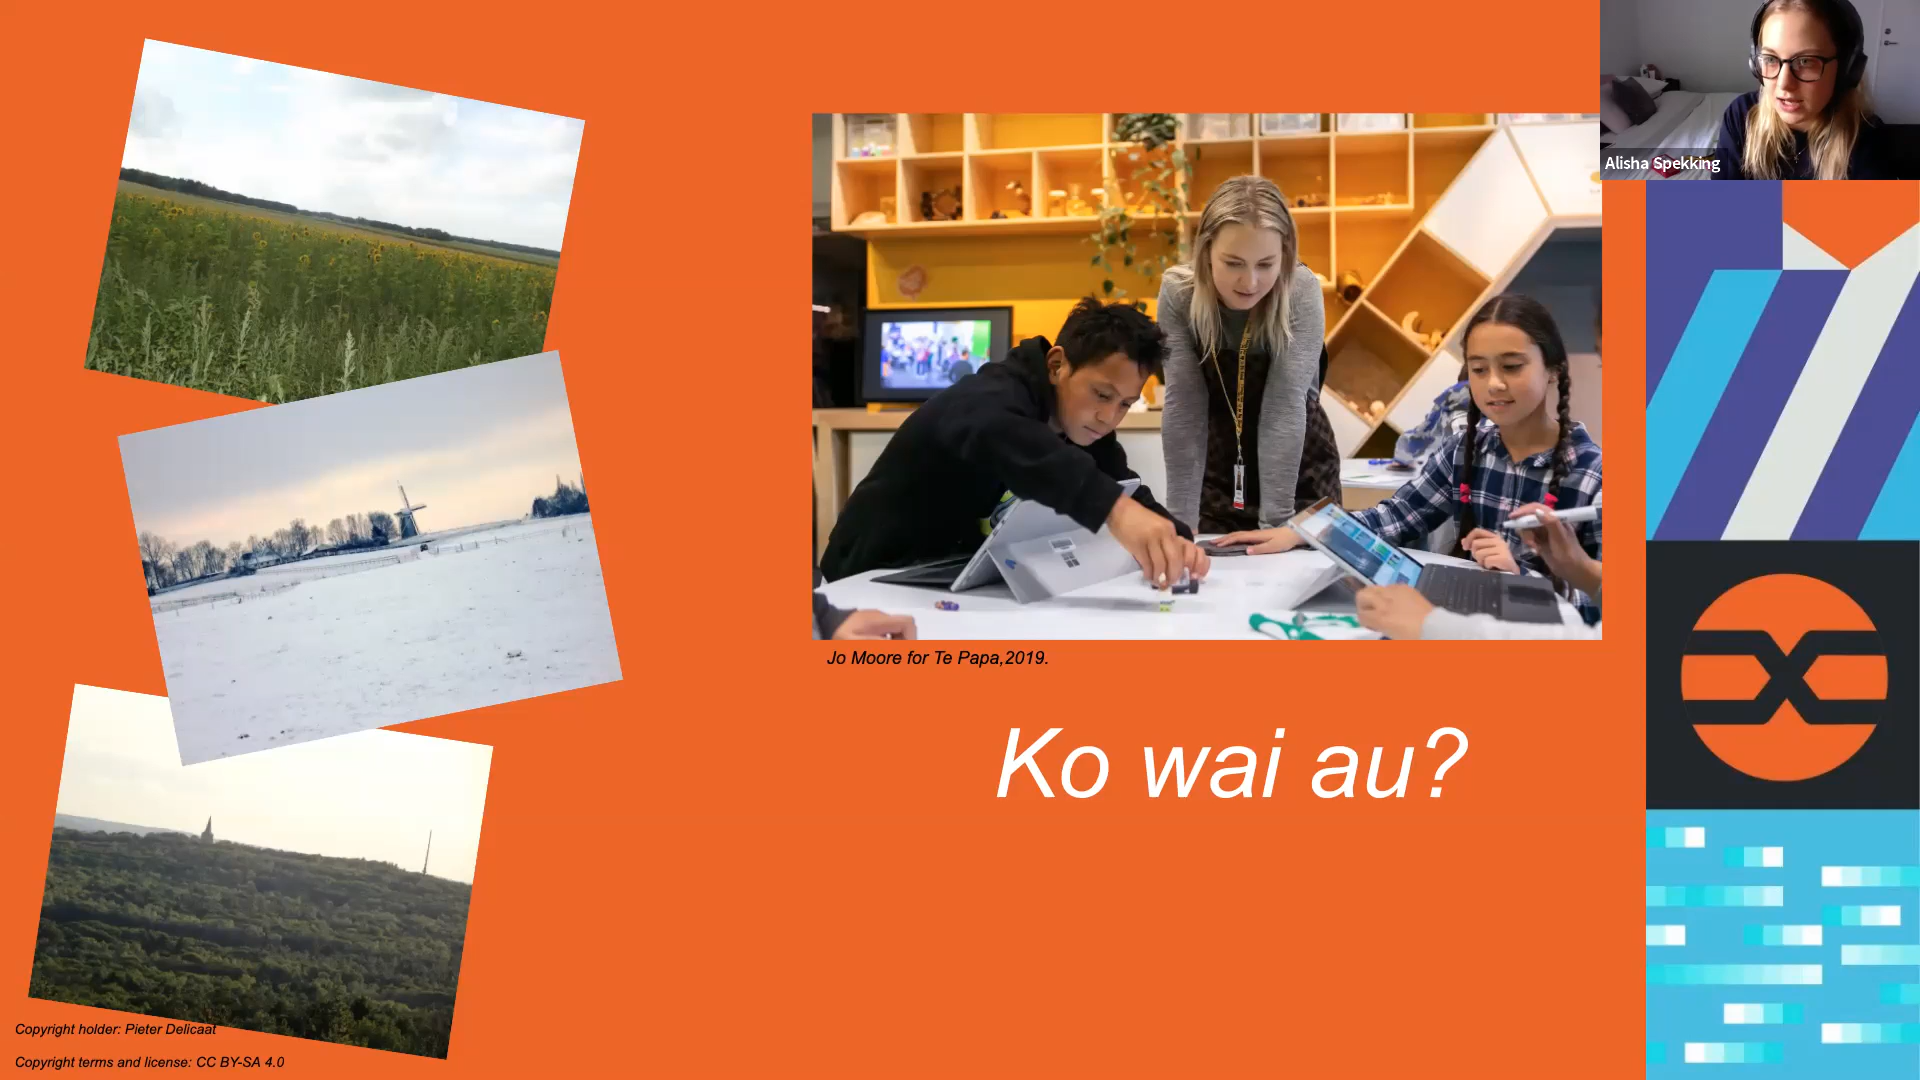 Alisha Spekking
Jo Moore for Te Papa,2019.
Ko wai au?
Copyright holder: Pieter Delicaat
Copyright terms and license: CC BY-SA 4.0